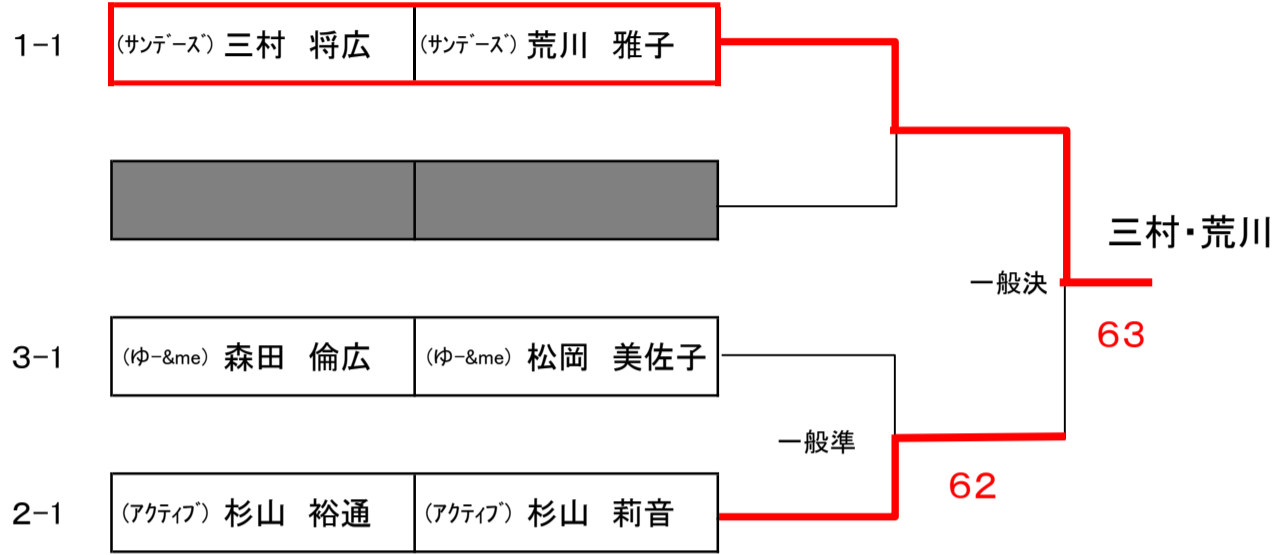 1-1 (サンデーズ) 三村 将広 (サンデーズ) 荒川 雅子
三村・荒川
一般決
63
3-1 (ゆ-&me) 森田 倫広 (ゆ-&me) 松岡 美佐子
一般準
62
2-1 (アクティブ) 杉山 裕通 (アクティブ) 杉山 莉音